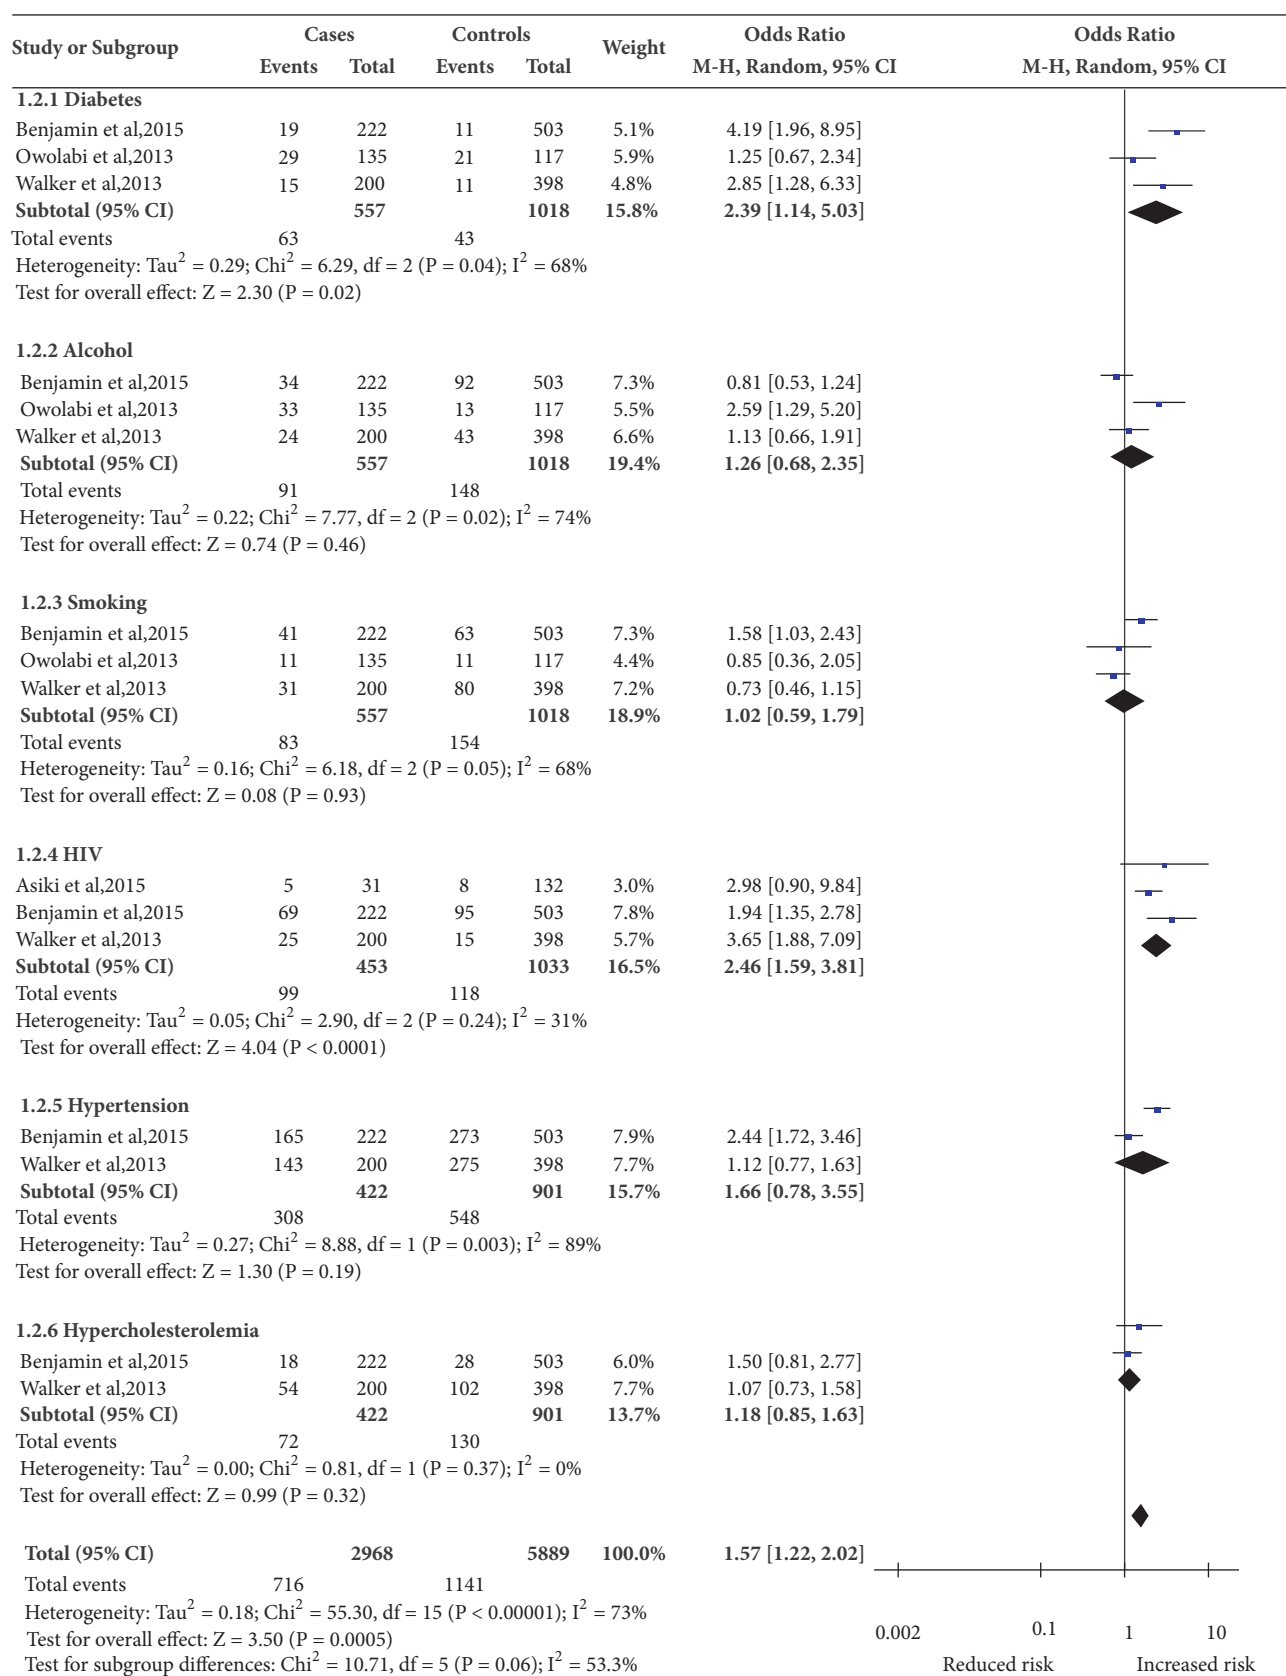 Study or Subgroup Cases Controls Weight Odds Ratio Odds Ratio
Events Total Events Total M-H, Random, 95% CI M-H, Random, 95% CI
1.2.1 Diabetes
Benjamin et al,2015 19 222 11 503 5.1% 4.19 [1.96, 8.95]
Owolabi et al,2013 29 135 21 117 5.9% 1.25 [0.67, 2.34]
Walker et al,2013 15 200 11 398 4.8% 2.85 [1.28, 6.33]
Subtotal (95% CI) 557 1018 15.8% 2.39 [1.14, 5.03]
Total events 63 43
Heterogeneity: Tau² = 0.29; Chi² = 6.29, df = 2 (P = 0.04); I² = 68%
Test for overall effect: Z = 2.30 (P = 0.02)
1.2.2 Alcohol
Benjamin et al,2015 34 222 92 503 7.3% 0.81 [0.53, 1.24]
Owolabi et al,2013 33 135 13 117 5.5% 2.59 [1.29, 5.20]
Walker et al,2013 24 200 43 398 6.6% 1.13 [0.66, 1.91]
Subtotal (95% CI) 557 1018 19.4% 1.26 [0.68, 2.35]
Total events 91 148
Heterogeneity: Tau² = 0.22; Chi² = 7.77, df = 2 (P = 0.02); I² = 74%
Test for overall effect: Z = 0.74 (P = 0.46)
1.2.3 Smoking
Benjamin et al,2015 41 222 63 503 7.3% 1.58 [1.03, 2.43]
Owolabi et al,2013 11 135 11 117 4.4% 0.85 [0.36, 2.05]
Walker et al,2013 31 200 80 398 7.2% 0.73 [0.46, 1.15]
Subtotal (95% CI) 557 1018 18.9% 1.02 [0.59, 1.79]
Total events 83 154
Heterogeneity: Tau² = 0.16; Chi² = 6.18, df = 2 (P = 0.05); I² = 68%
Test for overall effect: Z = 0.08 (P = 0.93)
1.2.4 HIV
Asiki et al,2015 5 31 8 132 3.0% 2.98 [0.90, 9.84]
Benjamin et al,2015 69 222 95 503 7.8% 1.94 [1.35, 2.78]
Walker et al,2013 25 200 15 398 5.7% 3.65 [1.88, 7.09]
Subtotal (95% CI) 453 1033 16.5% 2.46 [1.59, 3.81]
Total events 99 118
Heterogeneity: Tau² = 0.05; Chi² = 2.90, df = 2 (P = 0.24); I² = 31%
Test for overall effect: Z = 4.04 (P < 0.0001)
1.2.5 Hypertension
Benjamin et al,2015 165 222 273 503 7.9% 2.44 [1.72, 3.46]
Walker et al,2013 143 200 275 398 7.7% 1.12 [0.77, 1.63]
Subtotal (95% CI) 422 901 15.7% 1.66 [0.78, 3.55]
Total events 308 548
Heterogeneity: Tau² = 0.27; Chi² = 8.88, df = 1 (P = 0.003); I² = 89%
Test for overall effect: Z = 1.30 (P = 0.19)
1.2.6 Hypercholesterolemia
Benjamin et al,2015 18 222 28 503 6.0% 1.50 [0.81, 2.77]
Walker et al,2013 54 200 102 398 7.7% 1.07 [0.73, 1.58]
Subtotal (95% CI) 422 901 13.7% 1.18 [0.85, 1.63]
Total events 72 130
Heterogeneity: Tau² = 0.00; Chi² = 0.81, df = 1 (P = 0.37); I² = 0%
Test for overall effect: Z = 0.99 (P = 0.32)
Total (95% CI) 2968 5889 100.0% 1.57 [1.22, 2.02]
Total events 716 1141
Heterogeneity: Tau² = 0.18; Chi² = 55.30, df = 15 (P < 0.00001); I² = 73%
Test for overall effect: Z = 3.50 (P = 0.0005)
0.002 0.1 1 10
Test for subgroup differences: Chi² = 10.71, df = 5 (P = 0.06); I² = 53.3%
Reduced risk Increased risk